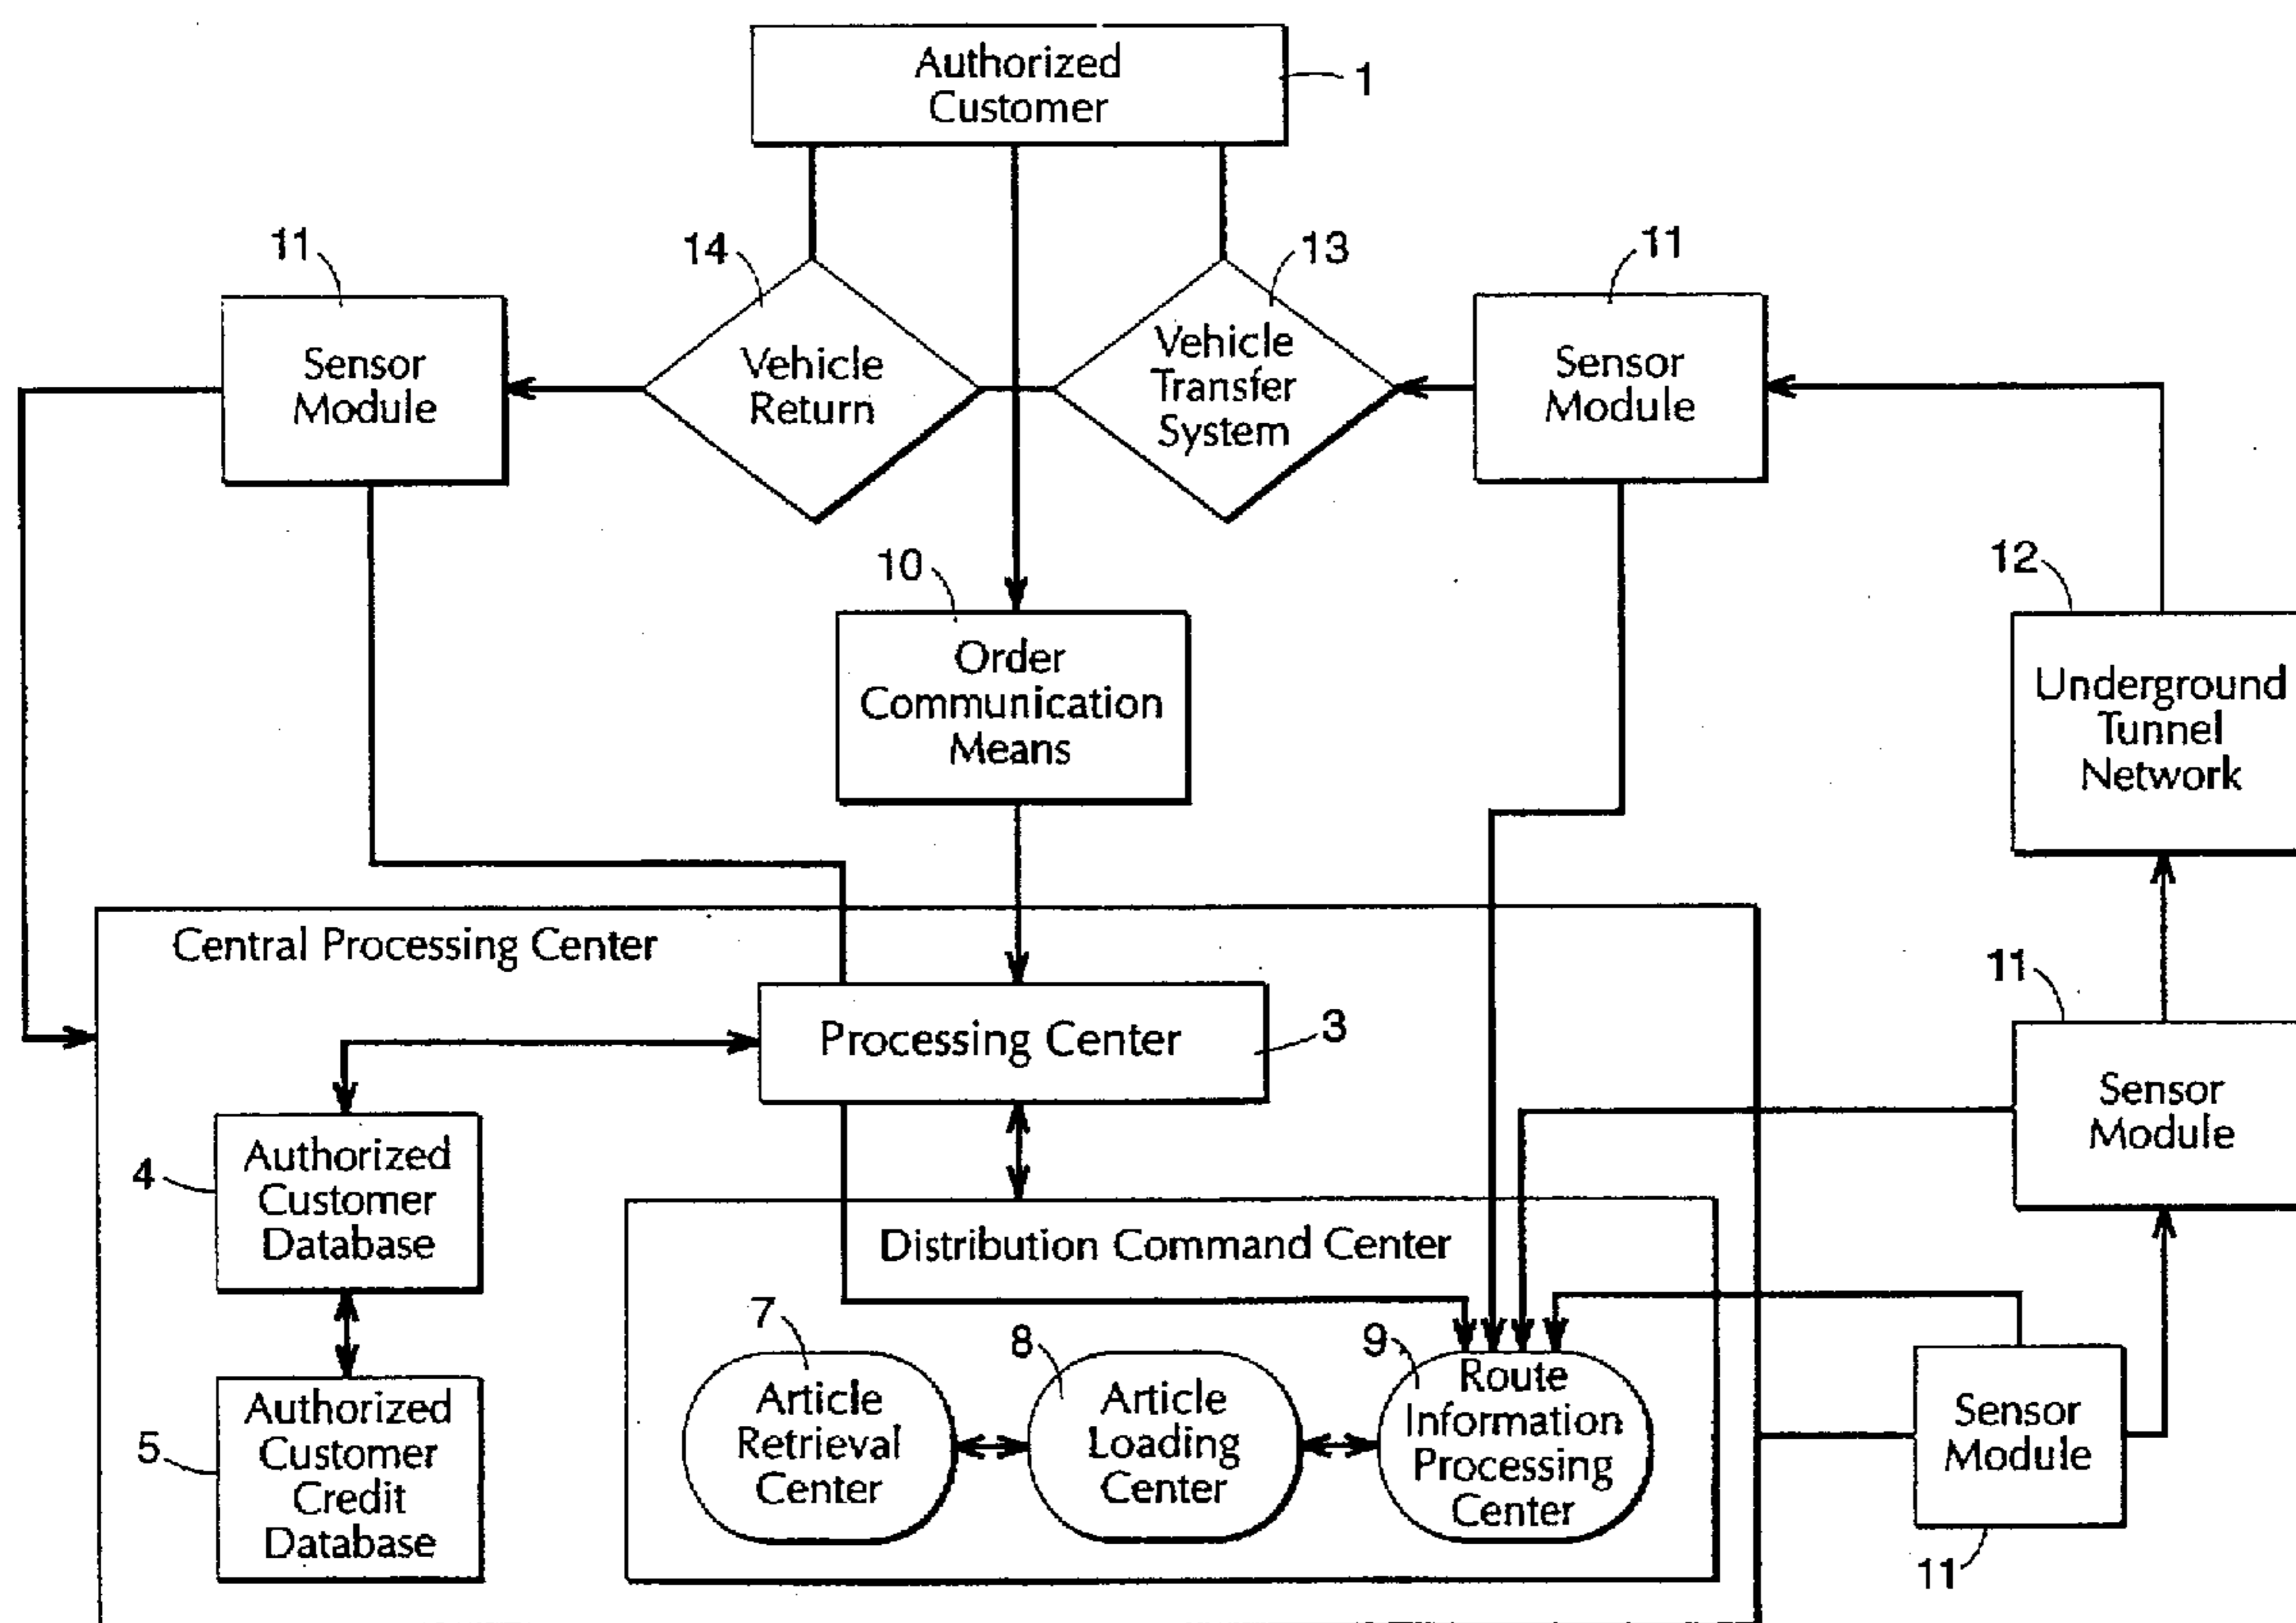 Authorized
Customer
1
11
14
13
11
Sensor
Module
Vehicle
Return
Vehicle
Transfer
System
Sensor
Module
10
12
Order
Communication
Means
Underground
Tunnel
Network
Central Processing Center
11
Processing Center
3
Sensor
Module
4
Authorized
Customer
Database
Distribution Command Center
7
8
9
Article
Retrieval
Center
Article
Loading
Center
Route
Information
Processing
Center
5
Authorized
Customer
Credit
Database
Sensor
Module
11